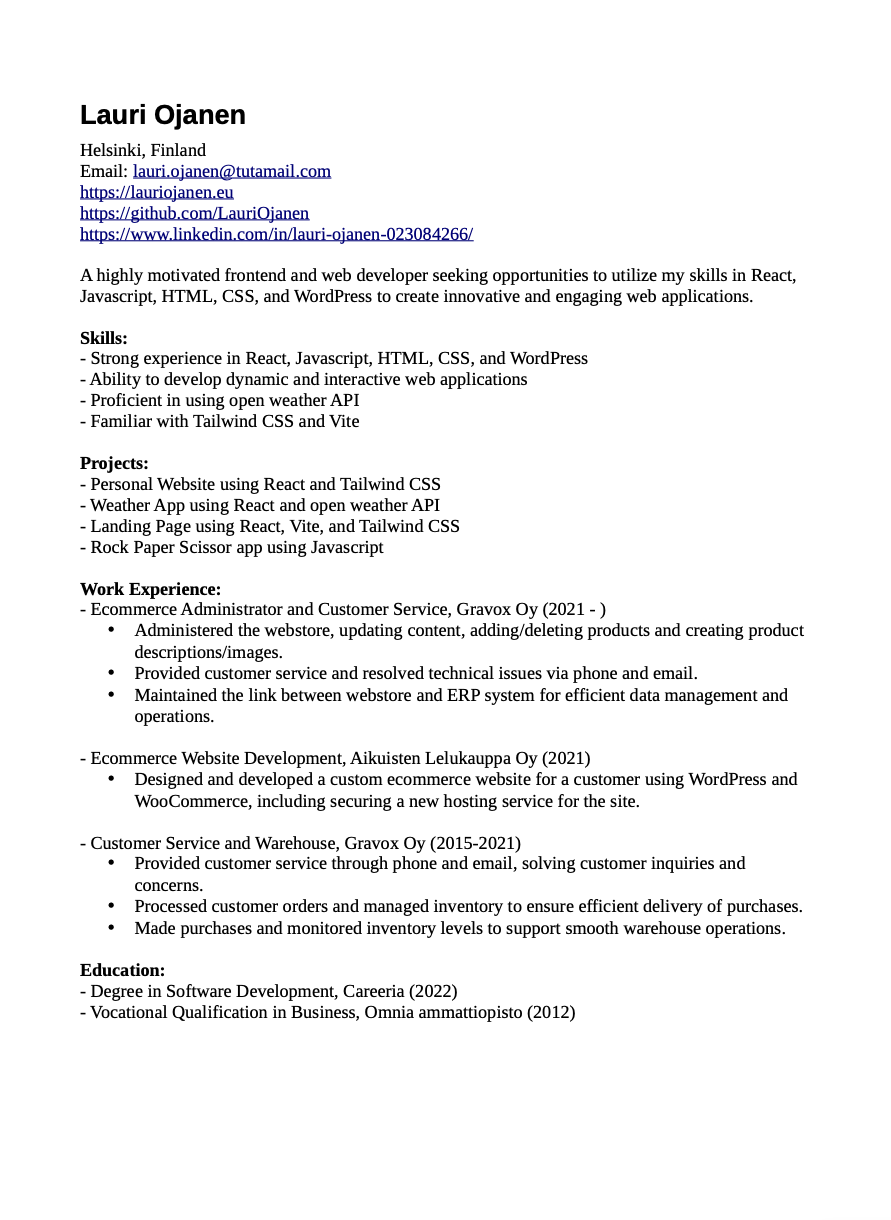 Lauri Ojanen
Helsinki, Finland
Email: lauri.ojanen@tutamail.com
https://lauriojanen.eu
https://github.com/LauriOjanen
https://www.linkedin.com/in/lauri-ojanen-023084266/
A highly motivated frontend and web developer seeking opportunities to utilize my skills in React,
Javascript, HTML, CSS, and WordPress to create innovative and engaging web applications.
Skills:
- Strong experience in React, Javascript, HTML, CSS, and WordPress
- Ability to develop dynamic and interactive web applications
- Proficient in using open weather API
- Familiar with Tailwind CSS and Vite
Projects:
- Personal Website using React and Tailwind CSS
- Weather App using React and open weather API
- Landing Page using React, Vite, and Tailwind CSS
- Rock Paper Scissor app using Javascript
Work Experience:
- Ecommerce Administrator and Customer Service, Gravox Oy (2021 - )
• Administered the webstore, updating content, adding/deleting products and creating product
descriptions/images.
• Provided customer service and resolved technical issues via phone and email.
• Maintained the link between webstore and ERP system for efficient data management and
operations.
- Ecommerce Website Development, Aikuisten Lelukauppa Oy (2021)
• Designed and developed a custom ecommerce website for a customer using WordPress and
WooCommerce, including securing a new hosting service for the site.
- Customer Service and Warehouse, Gravox Oy (2015-2021)
• Provided customer service through phone and email, solving customer inquiries and
concerns.
• Processed customer orders and managed inventory to ensure efficient delivery of purchases.
• Made purchases and monitored inventory levels to support smooth warehouse operations.
Education:
- Degree in Software Development, Careeria (2022)
- Vocational Qualification in Business, Omnia ammattiopisto (2012)